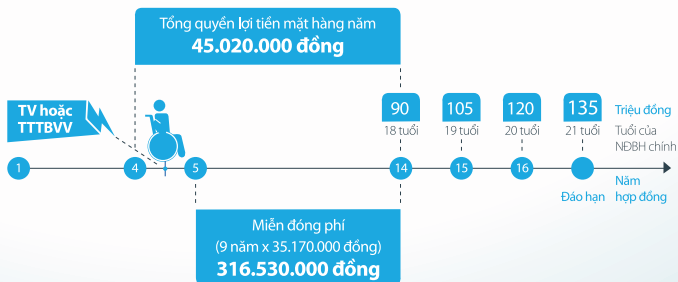 Tổng quyền lợi tiền mặt hàng năm
45.020.000 đồng
TV hoặc
TTTBVV
90
105
120
135
Triệu đồng
18 tuổi
19 tuổi
20 tuổi
21 tuổi
Tuổi của
NĐBH chính
1
4
5
14
15
16
Đáo hạn
Năm
hợp đồng
Miễn đóng phí
(9 năm x 35.170.000 đồng)
316.530.000 đồng